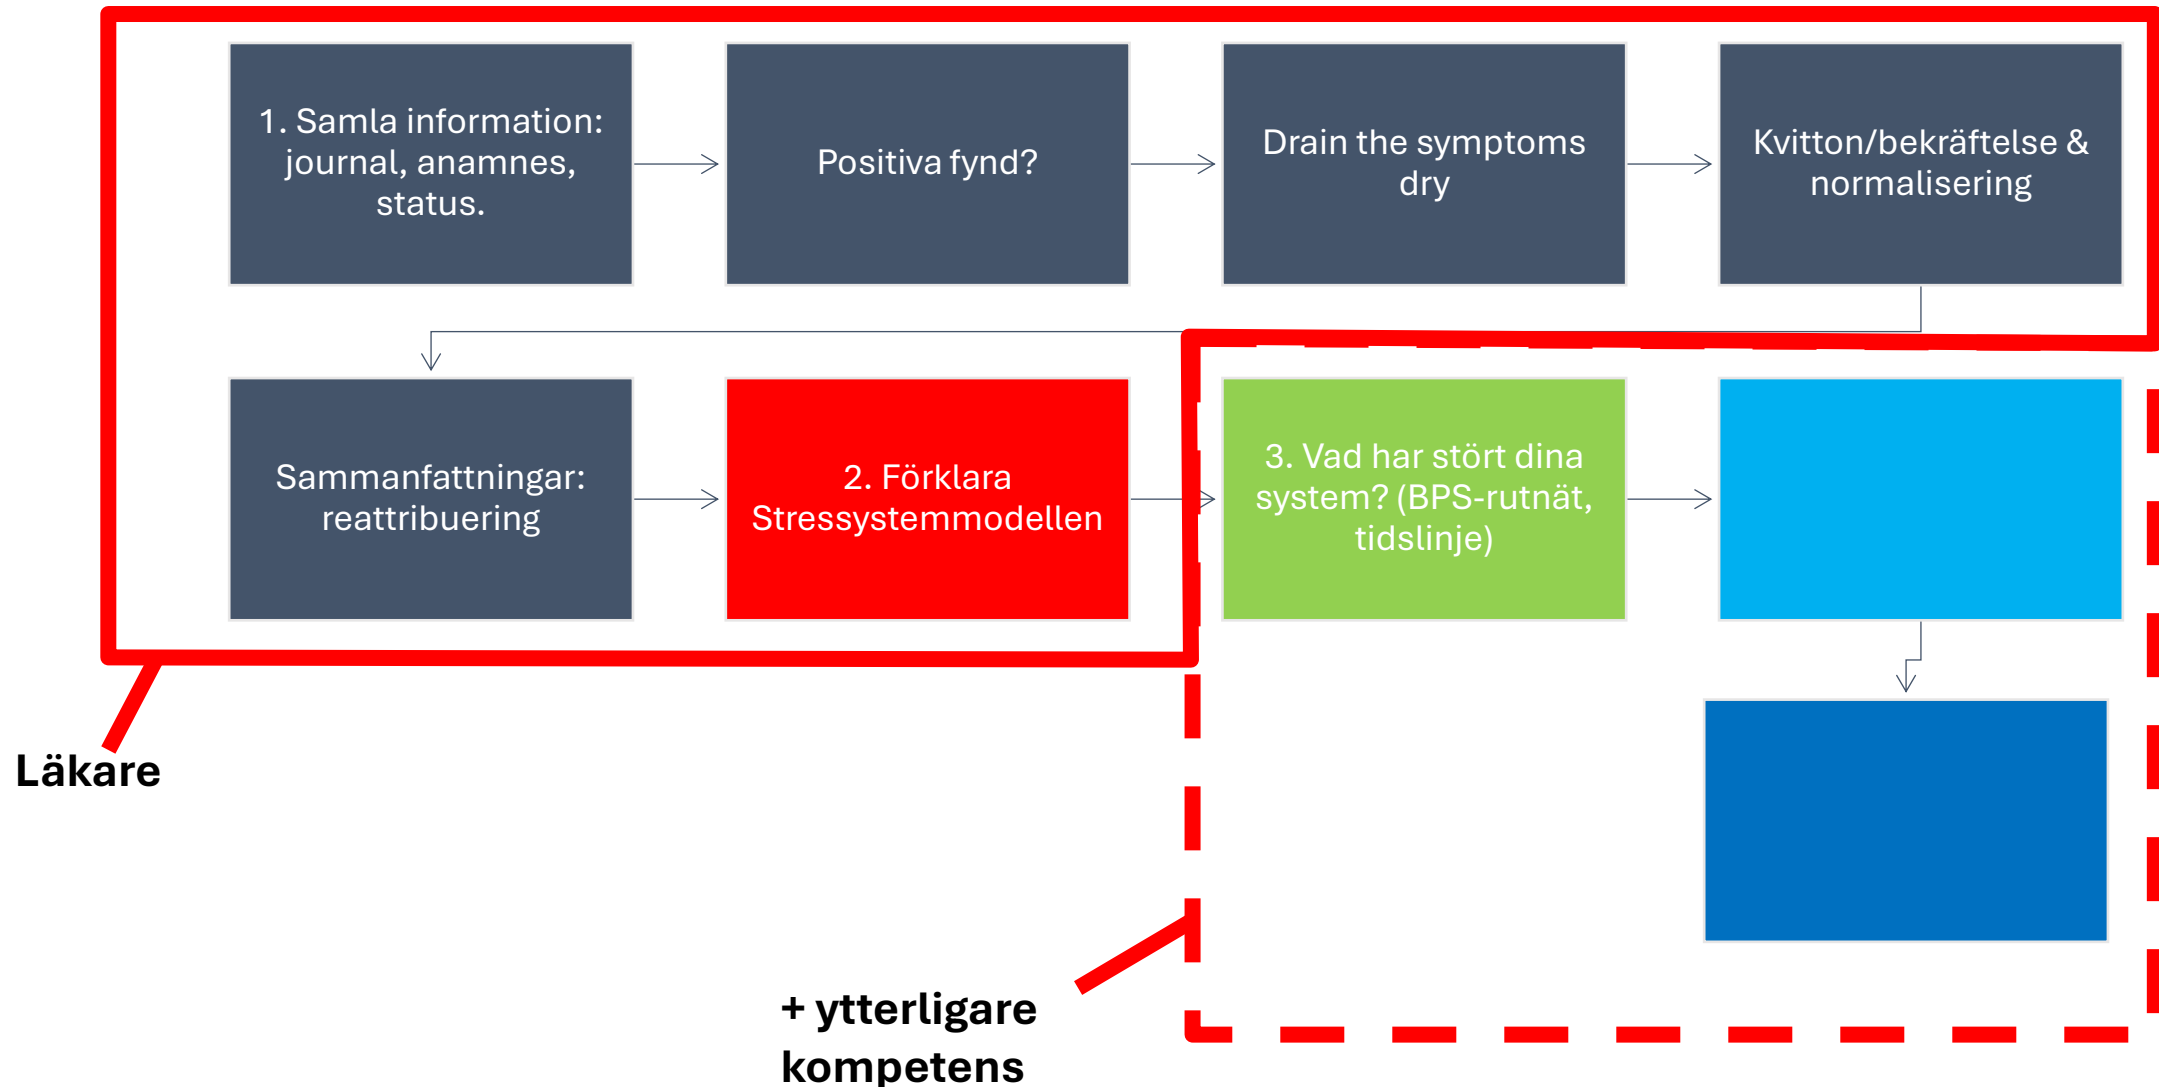 1. Samla information:
journal, anamnes,
status.
Positiva fynd?
Drain the symptoms
dry
Kvitton/bekräftelse &
normalisering
Sammanfattningar:
reattribuering
2. Förklara
Stressystemmodellen
3. Vad har stört dina
system? (BPS-rutnät,
tidslinje)
Läkare
+ ytterligare
kompetens